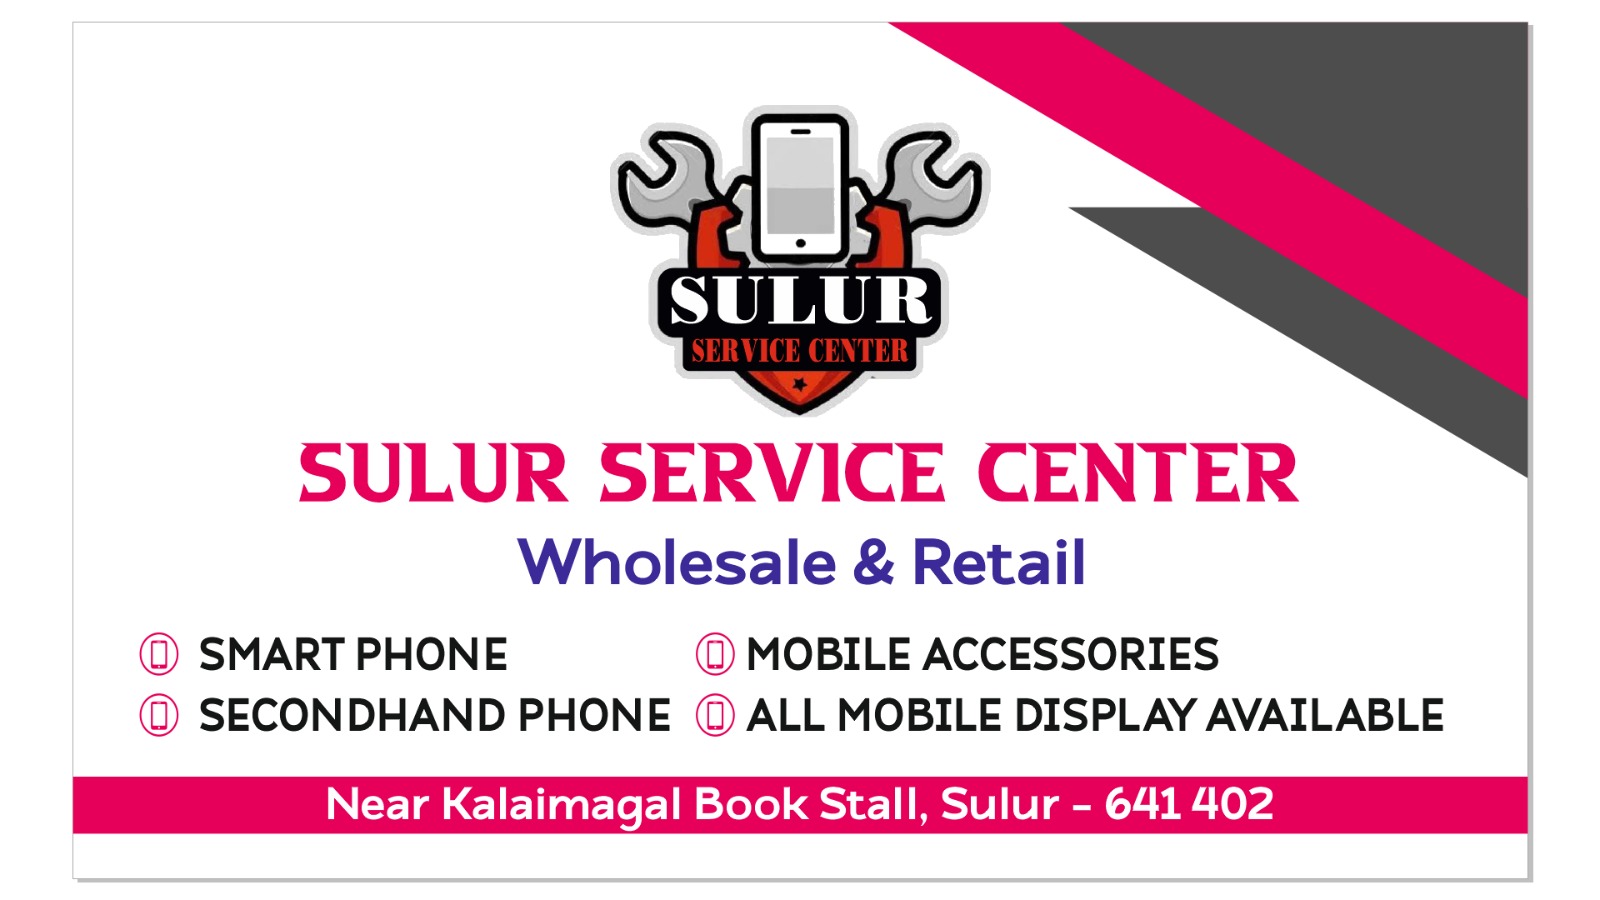 SULUR
SERVICE CENTER
SULUR SERVICE CENTER
Wholesale & Retail
SMART PHONE
MOBILE ACCESSORIES
SECONDHAND PHONE
ALL MOBILE DISPLAY AVAILABLE
Near Kalaimagal Book Stall, Sulur - 641 402